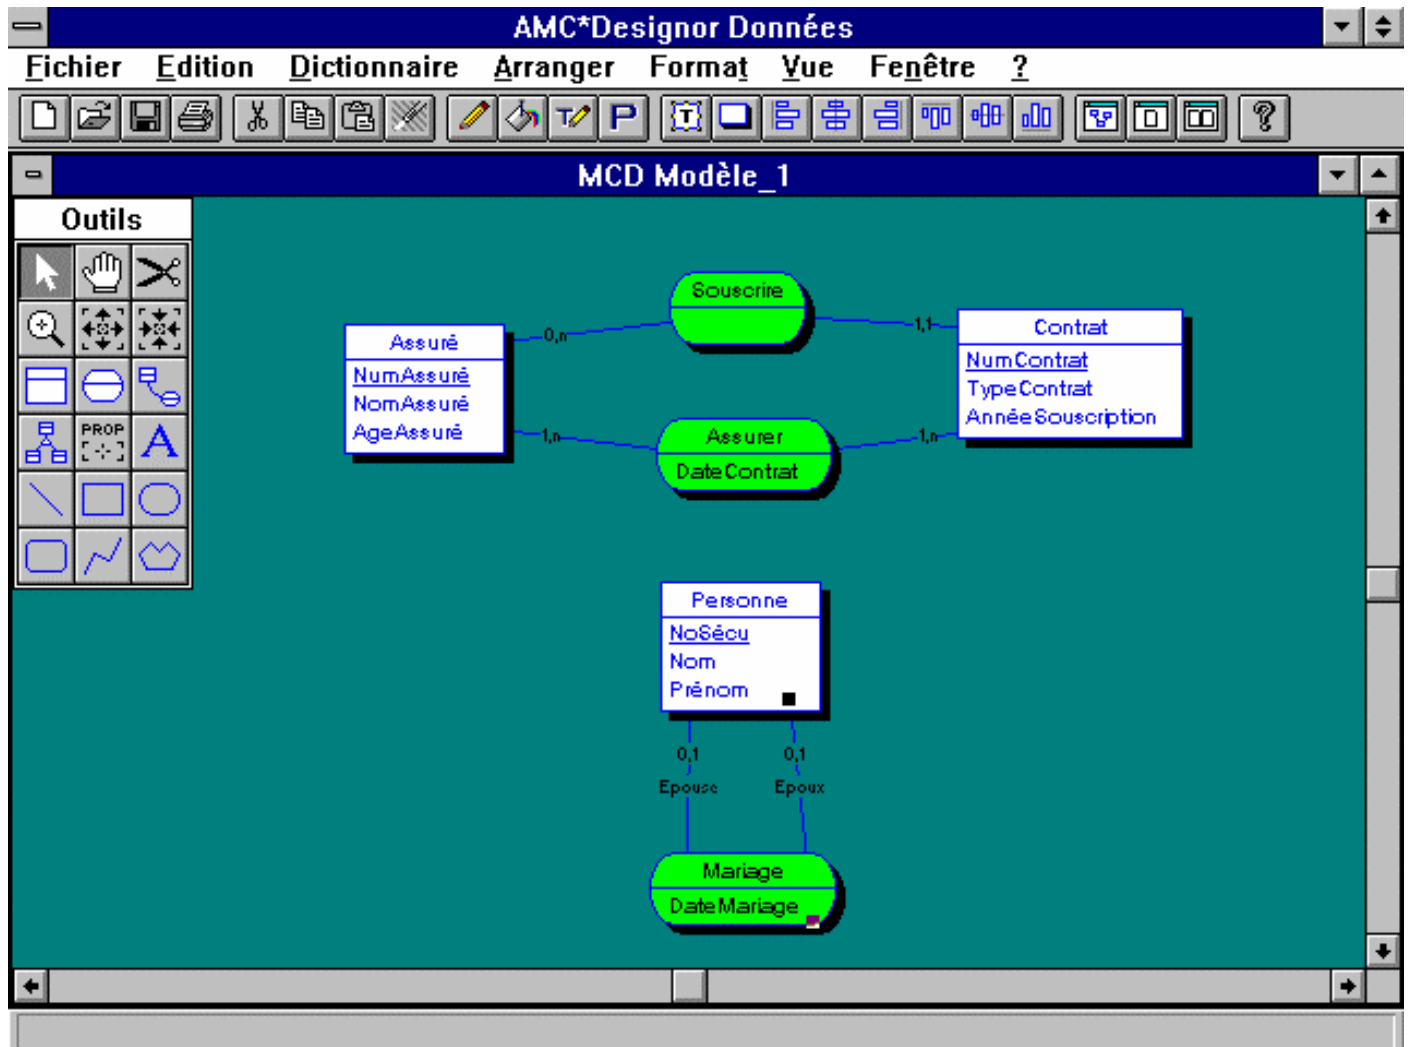 AMC*Designor Données
Fichier Edition Dictionnaire Arranger Format Vue Fenêtre ?
MCD Modèle_1
Outils
PROP
A
Souscrire
0,n
1,1
Assuré
NumAssuré
NomAssuré
AgeAssuré
Contrat
NumContrat
TypeContrat
AnnéeSouscription
1,n
1,n
Assurer
DateContrat
Personne
NoSécu
Nom
Prénom
0,1 0,1
Epouse Epoux
Mariage
DateMariage